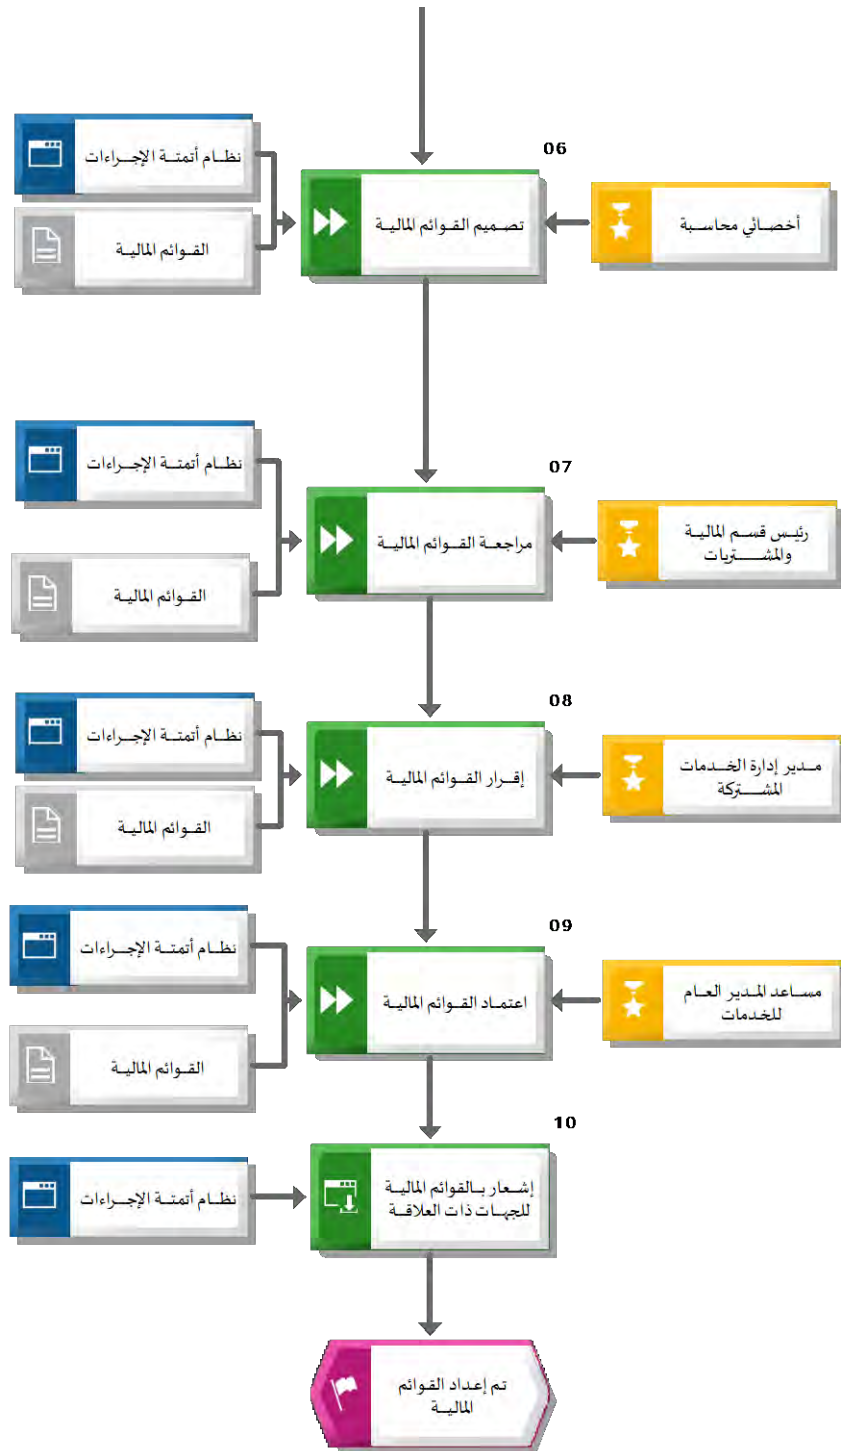 06
أخصائي محاسبة
تصميم القوائم المالية
نظام أتمتة الإجراءات
القوائم المالية
07
رئيس قسم المالية
والمشتريات
مراجعة القوائم المالية
نظام أتمتة الإجراءات
القوائم المالية
08
مدير إدارة الخدمات
المشتركة
إقرار القوائم المالية
نظام أتمتة الإجراءات
القوائم المالية
09
مساعد المدير العام
للخدمات
اعتماد القوائم المالية
نظام أتمتة الإجراءات
القوائم المالية
10
إشعار بالقوائم المالية
للجهات ذات العلاقة
نظام أتمتة الإجراءات
تم إعداد القوائم
المالية